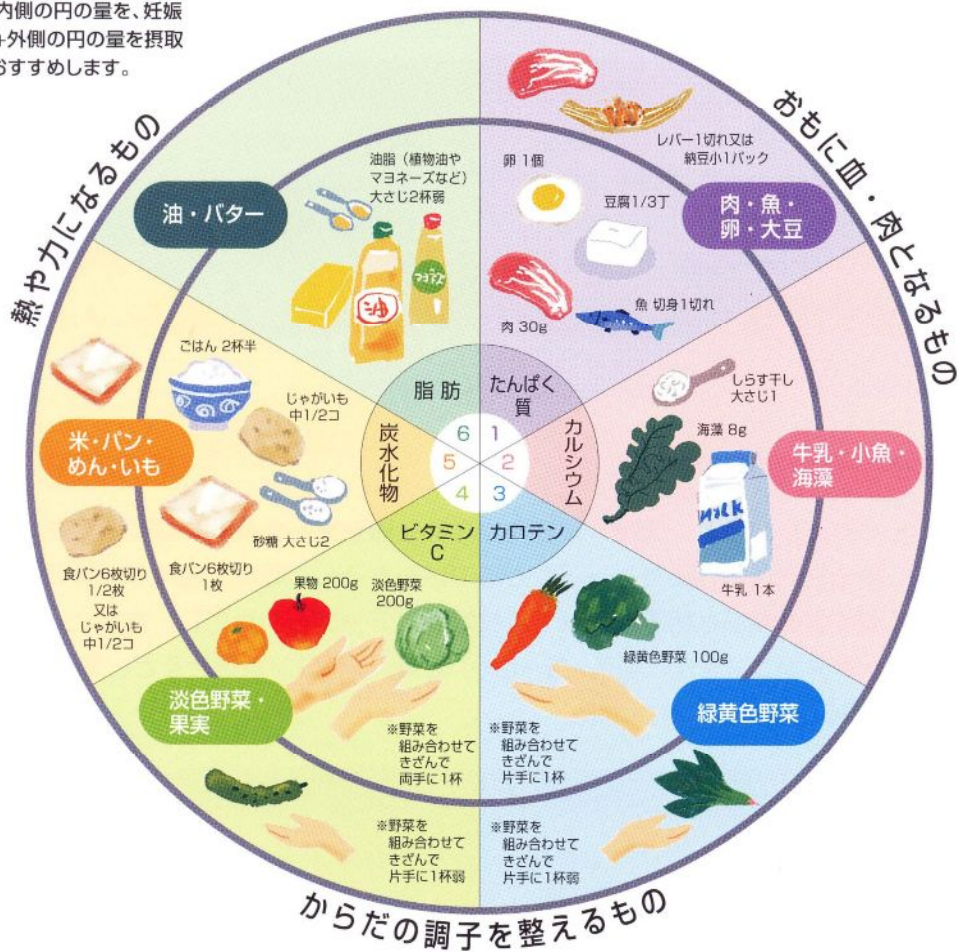 内側の円の量を、妊娠
+外側の円の量を摂取
おすすめします。
熱や力になるもの
おもに血・肉となるもの
からだの調子を整えるもの
油・バター
油脂（植物油や
マヨネーズなど）
大さじ2杯弱
油
レバー1切れ又は
納豆小1パック
卵 1個
豆腐1/3丁
肉・魚・
卵・大豆
肉 30g
魚 切身1切れ
しらす干し
大さじ1
海藻 8g
牛乳・小魚・
海藻
牛乳 1本
脂肪
たんぱく
質
カルシウム
カロテン
ビタミン
C
炭水化物
6 1
5 2
4 3
ごはん 2杯半
じゃがいも
中1/2コ
米・パン・
めん・いも
砂糖 大さじ2
食パン6枚切り
1枚
食パン6枚切り
1/2枚
又は
じゃがいも
中1/2コ
果物 200g
淡色野菜
200g
淡色野菜・
果実
※野菜を
組み合わせて
きざんで
両手に1杯
※野菜を
組み合わせて
きざんで
片手に1杯弱
緑黄色野菜 100g
緑黄色野菜
※野菜を
組み合わせて
きざんで
片手に1杯
※野菜を
組み合わせて
きざんで
片手に1杯弱